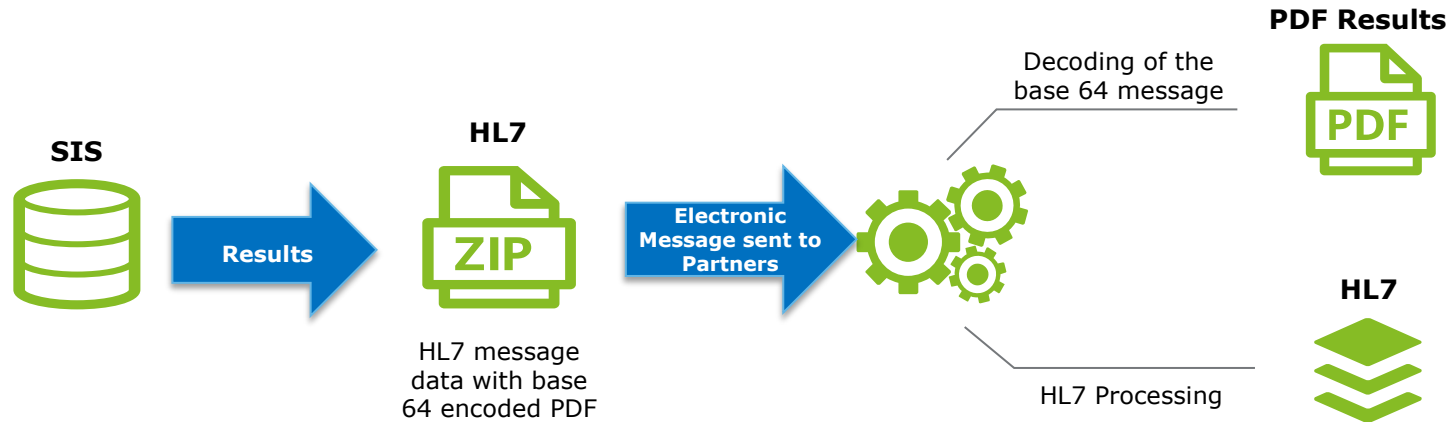 SIS
Results
HL7
ZIP
HL7 message
data with base
64 encoded PDF
Electronic
Message sent to
Partners
Decoding of the
base 64 message
PDF Results
PDF
HL7 Processing
HL7